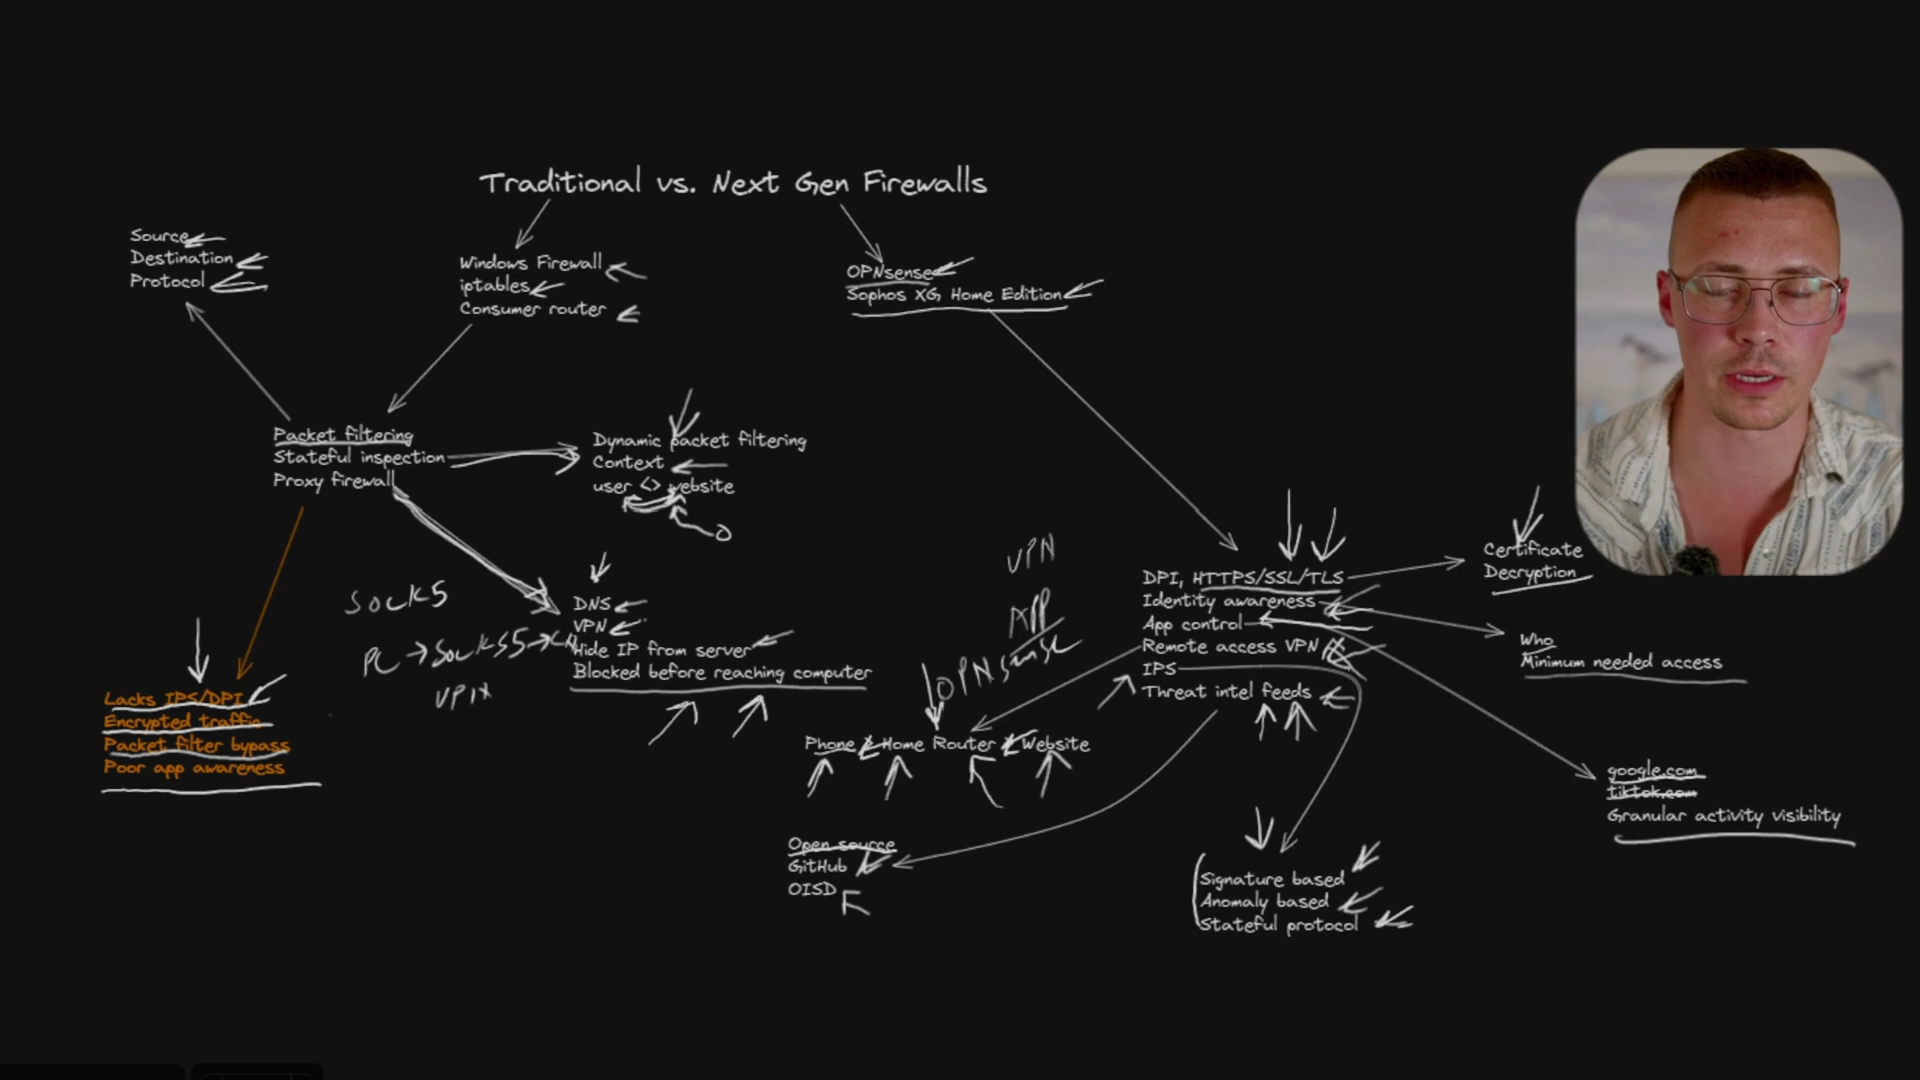 Traditional vs. Next Gen Firewalls
Source
Destination
Protocol
Windows Firewall
iptables
Consumer router
OPNsense
Sophos XG Home Edition
Packet filtering
Stateful inspection
Proxy firewall
Dynamic packet filtering
Context
user <> website
SOCK5
PC → SOCKS5 →
VPN
DNS
VPN
Hide IP from server
Blocked before reaching computer
Lacks IPS/DPI
Encrypted traffic
Packet filter bypass
Poor app awareness
VPN
APP
OPNsense
DPI, HTTPS/SSL/TLS
Identity awareness
App control
Remote access VPN
IPS
Threat intel feeds
Certificate
Decryption
Who
Minimum needed access
Phone Home Router Website
google.com
tiktok.com
Granular activity visibility
Open source
GitHub
OISD
Signature based
Anomaly based
Stateful protocol